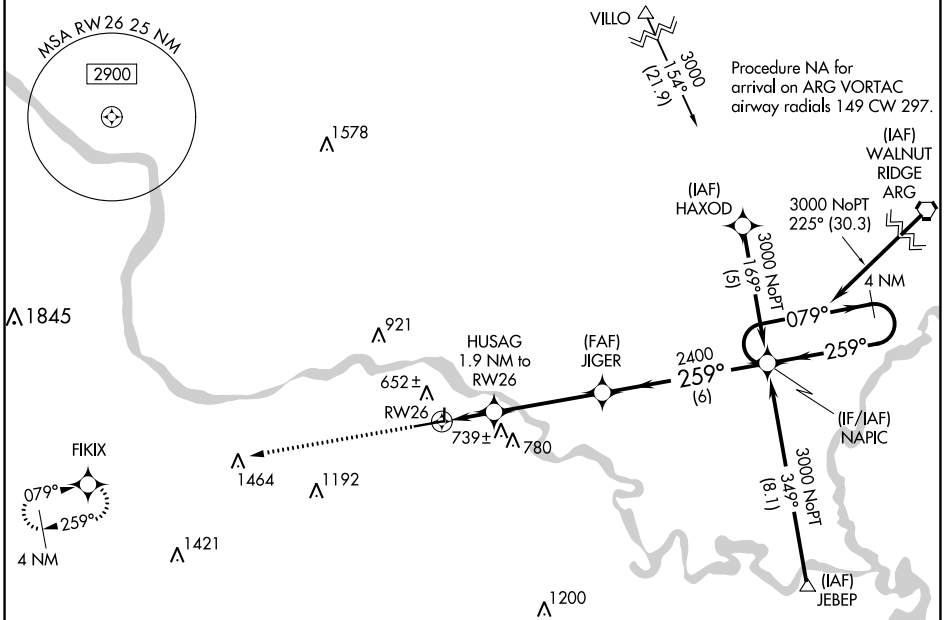 MSA RW26 25 NM
2900
VILLO
3000
154°
(21.9)
Procedure NA for
arrival on ARG VORTAC
airway radials 149 CW 297.
1578
(IAF)
WALNUT
RIDGE
ARG
(IAF)
HAXOD
3000 NoPT
225° (30.3)
3000 NoPT
169°
(5)
4 NM
079°
259°
1845
921
HUSAG
1.9 NM to
RW26
(FAF)
JIGER
2400
259°
(6)
652±
RW26
739±
780
(IF/IAF)
NAPIC
FIKIX
079°
259°
4 NM
1464
1192
3000 NoPT
349°
(8.1)
1421
1200
(IAF)
JEBEP